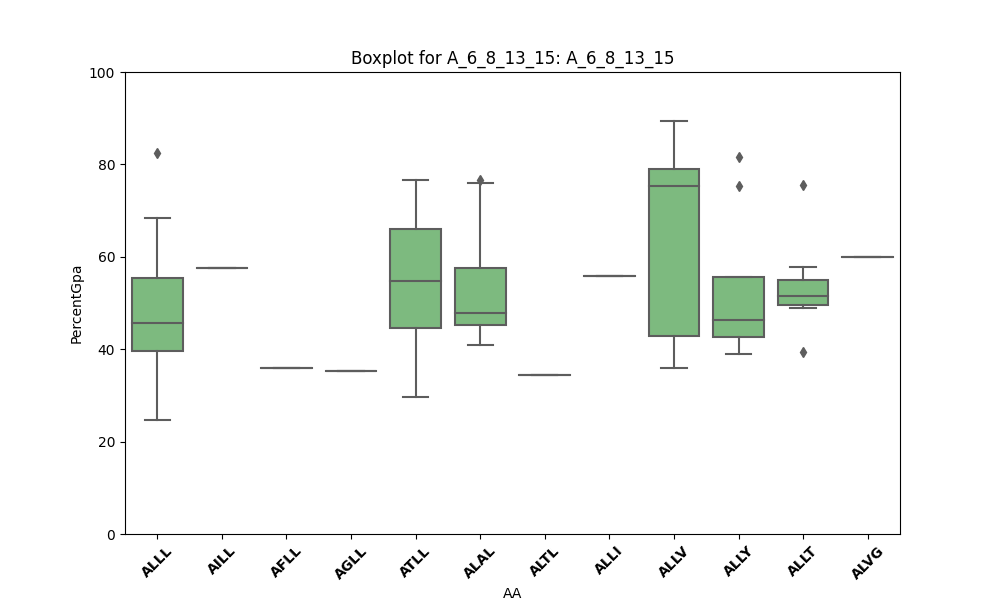 Boxplot for A_6_8_13_15: A_6_8_13_15
100
80
60
40
20
0
PercentGpa
ALLL AILL AFLL AGLL ATLL ALAL ALTL ALLI ALLV ALLY ALLT ALVG
AA